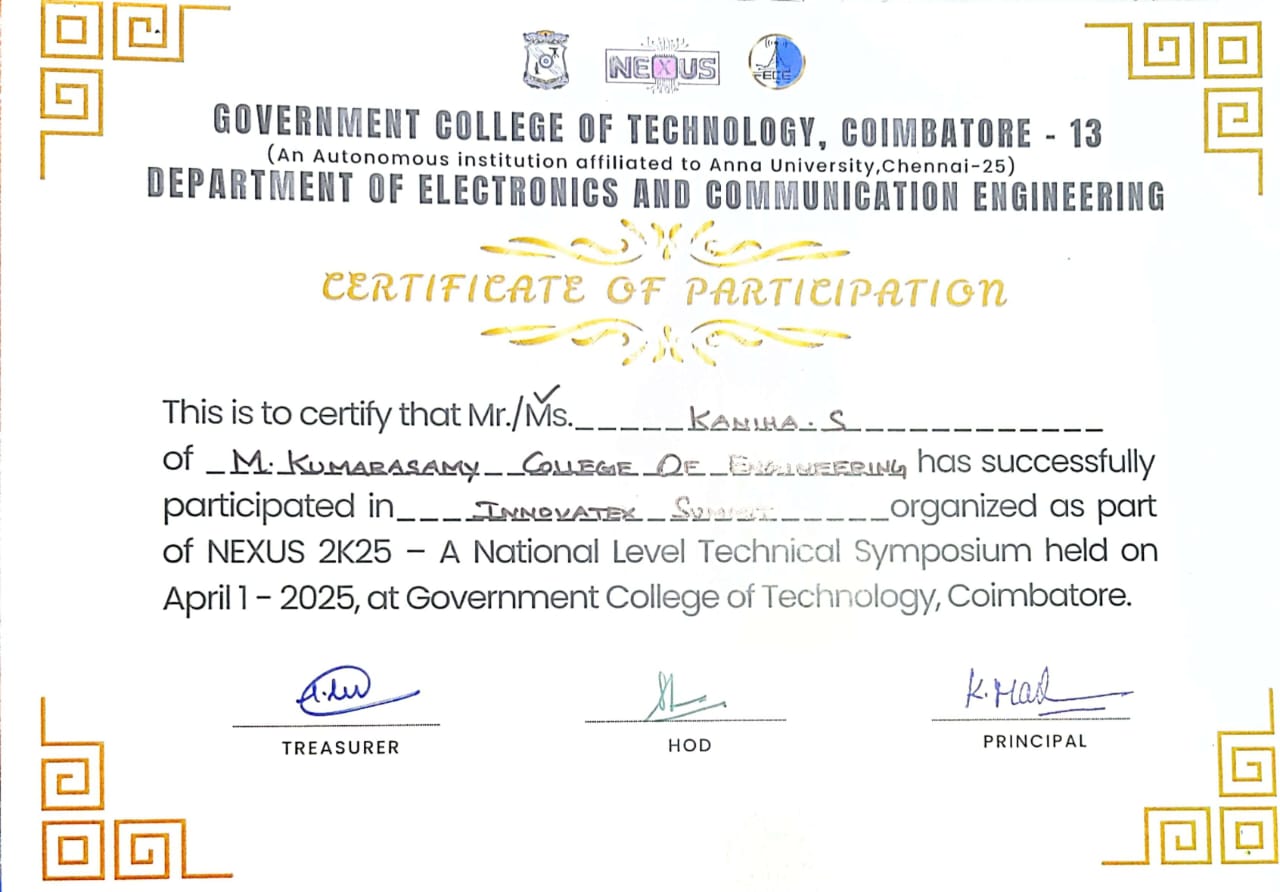 NEXUS
ECE
GOVERNMENT COLLEGE OF TECHNOLOGY, COIMBATORE - 13
(An Autonomous institution affiliated to Anna University,Chennai-25)
DEPARTMENT OF ELECTRONICS AND COMMUNICATION ENGINEERING
CERTIFICATE OF PARTICIPATION
This is to certify that Mr./Ms. KANIHA. S
of M. KUMARASAMY COLLEGE OF ENGINEERING has successfully
participated in INNOVATEX SUMMIT organized as part
of NEXUS 2K25 – A National Level Technical Symposium held on
April 1 - 2025, at Government College of Technology, Coimbatore.
K. Mad
TREASURER
HOD
PRINCIPAL